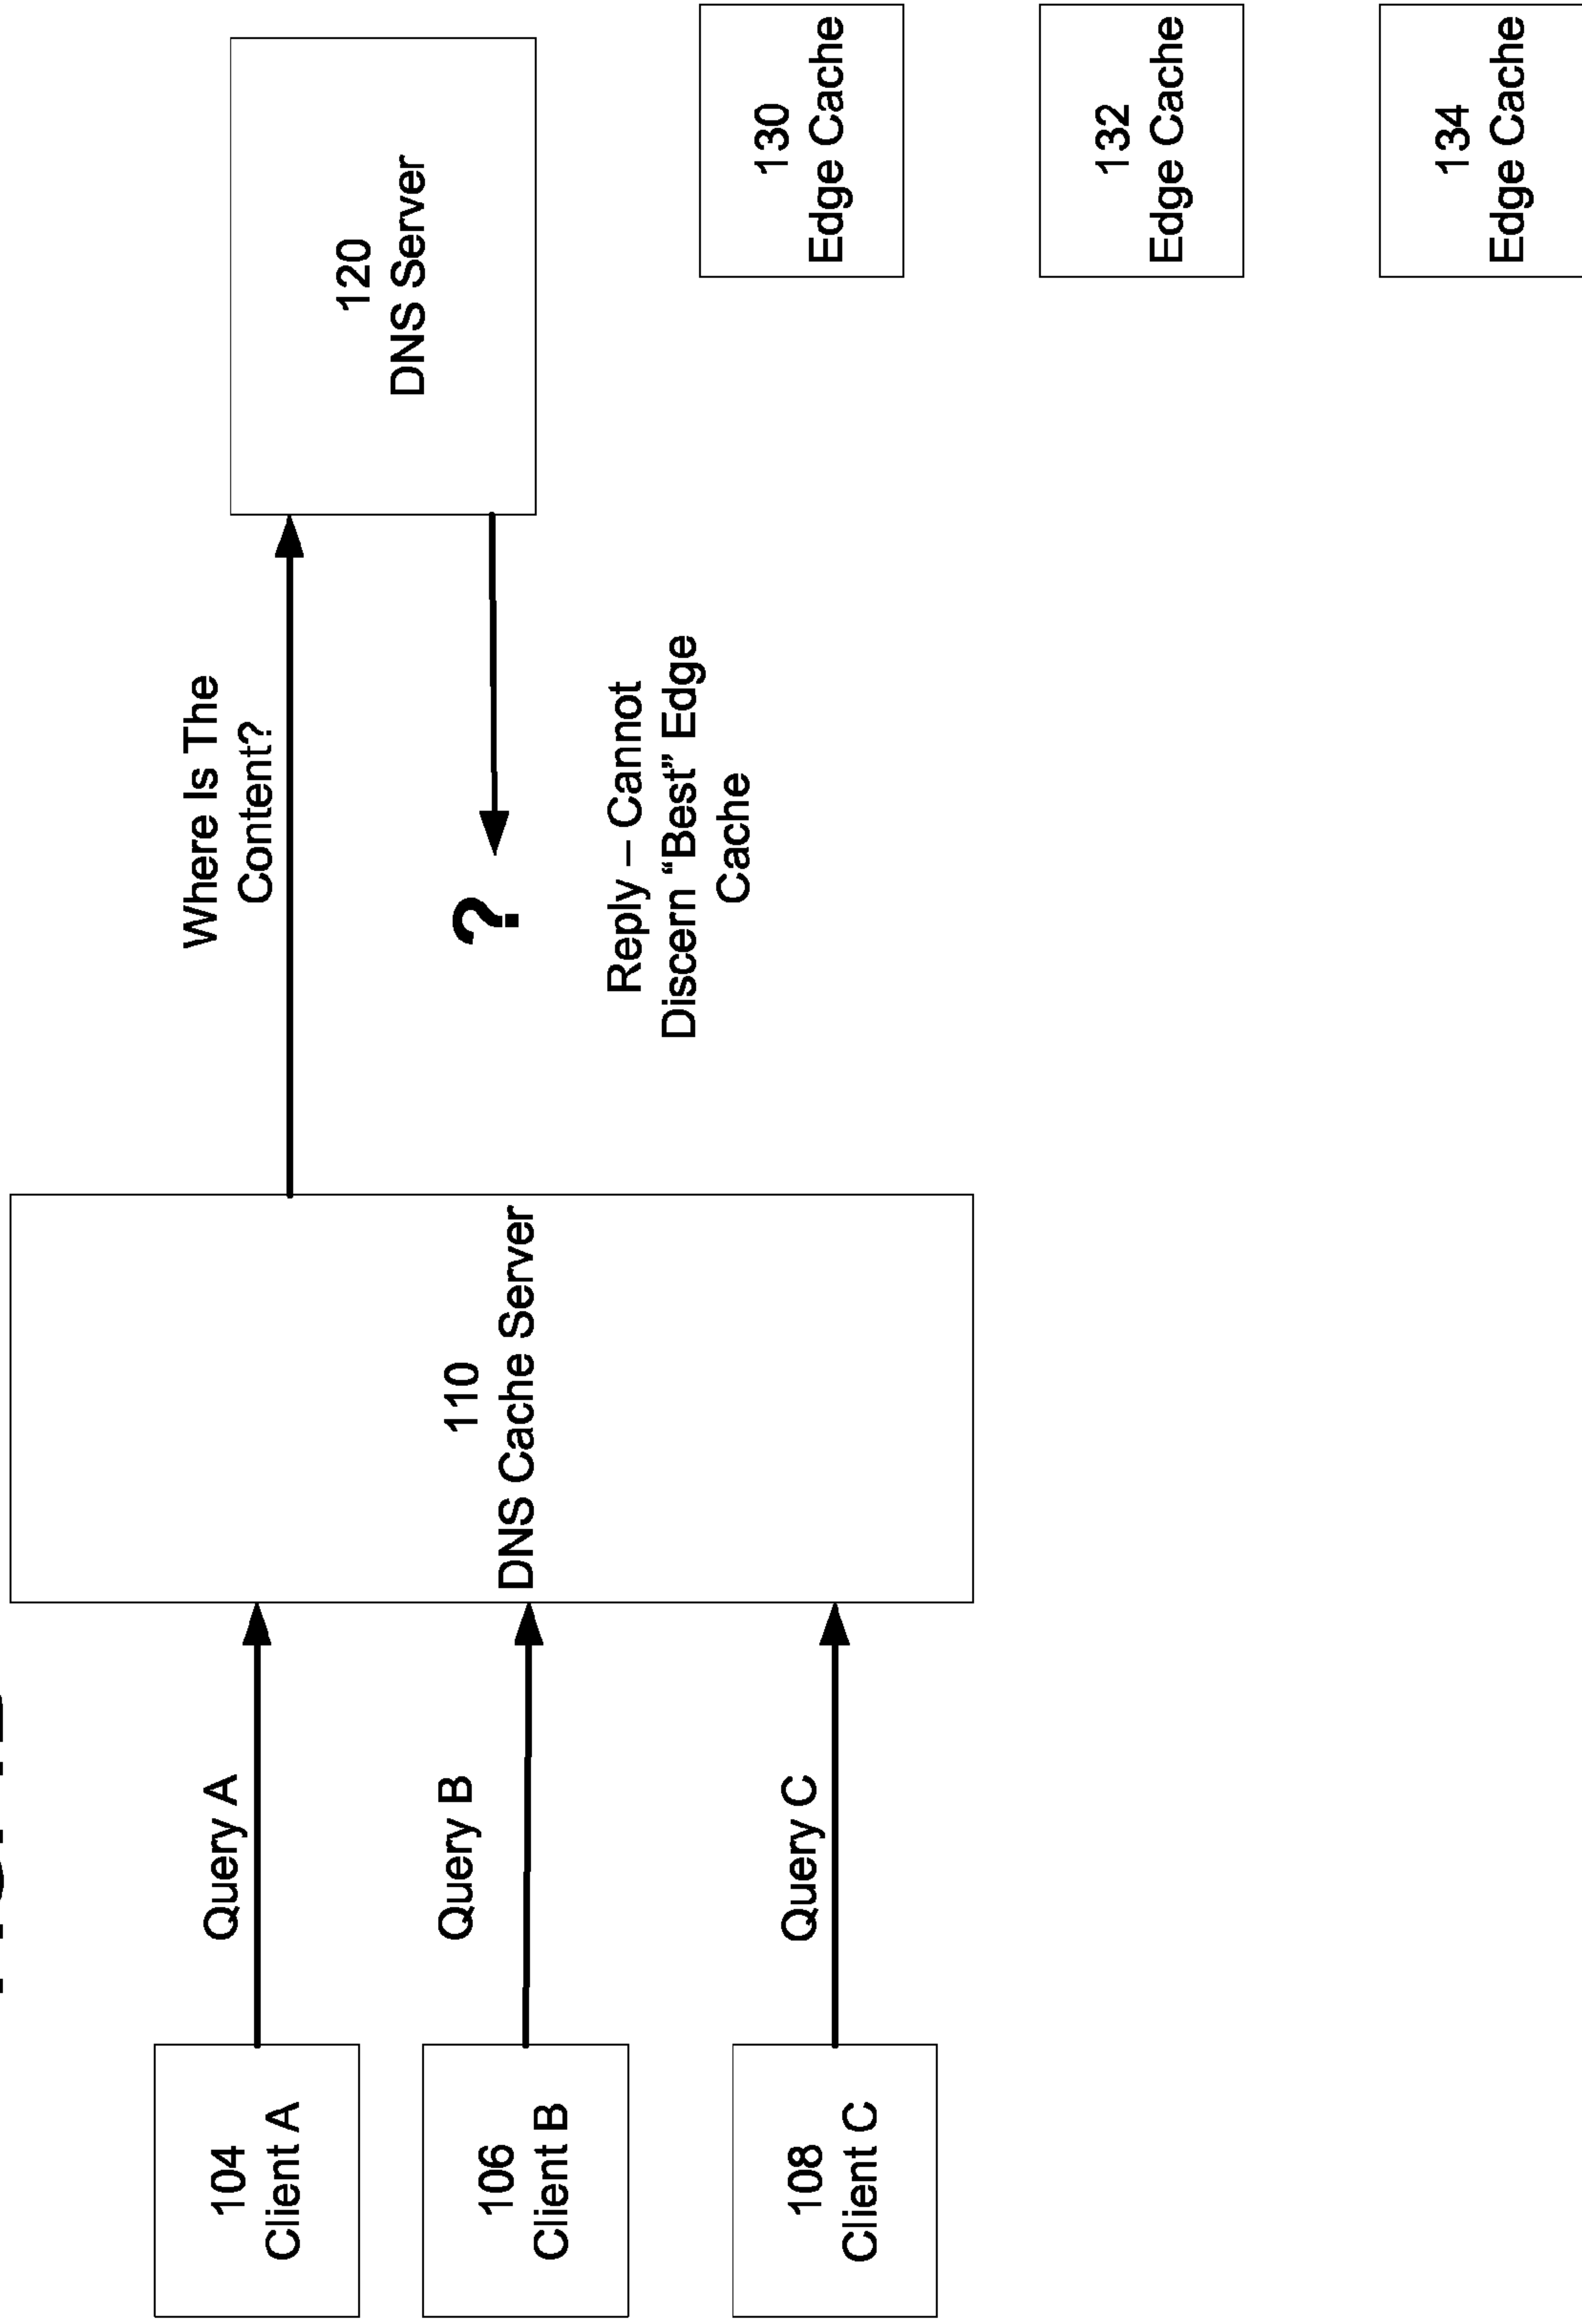 104
Client A
106
Client B
108
Client C
Query A
Query B
Query C
110
DNS Cache Server
Where Is The
Content?
?
Reply – Cannot
Discern “Best” Edge
Cache
120
DNS Server
130
Edge Cache
132
Edge Cache
134
Edge Cache